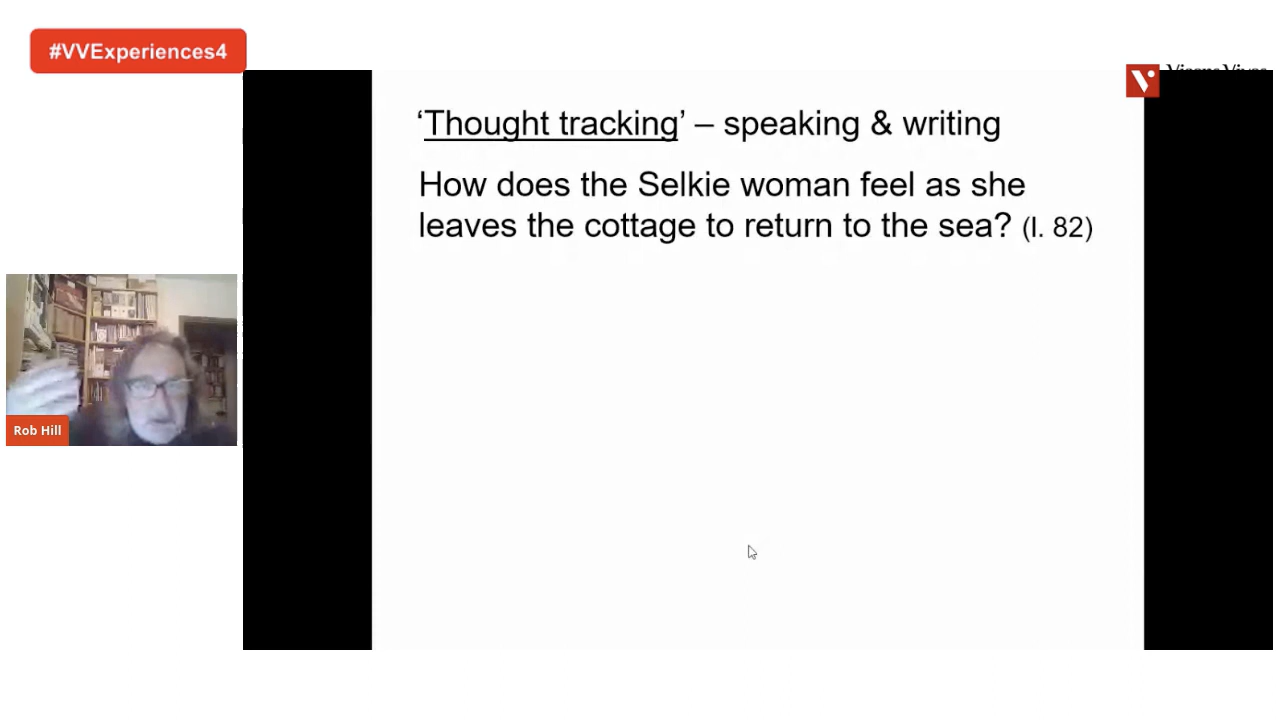 #VVExperiences4
‘Thought tracking’ – speaking & writing
How does the Selkie woman feel as she
leaves the cottage to return to the sea? (l. 82)
Rob Hill